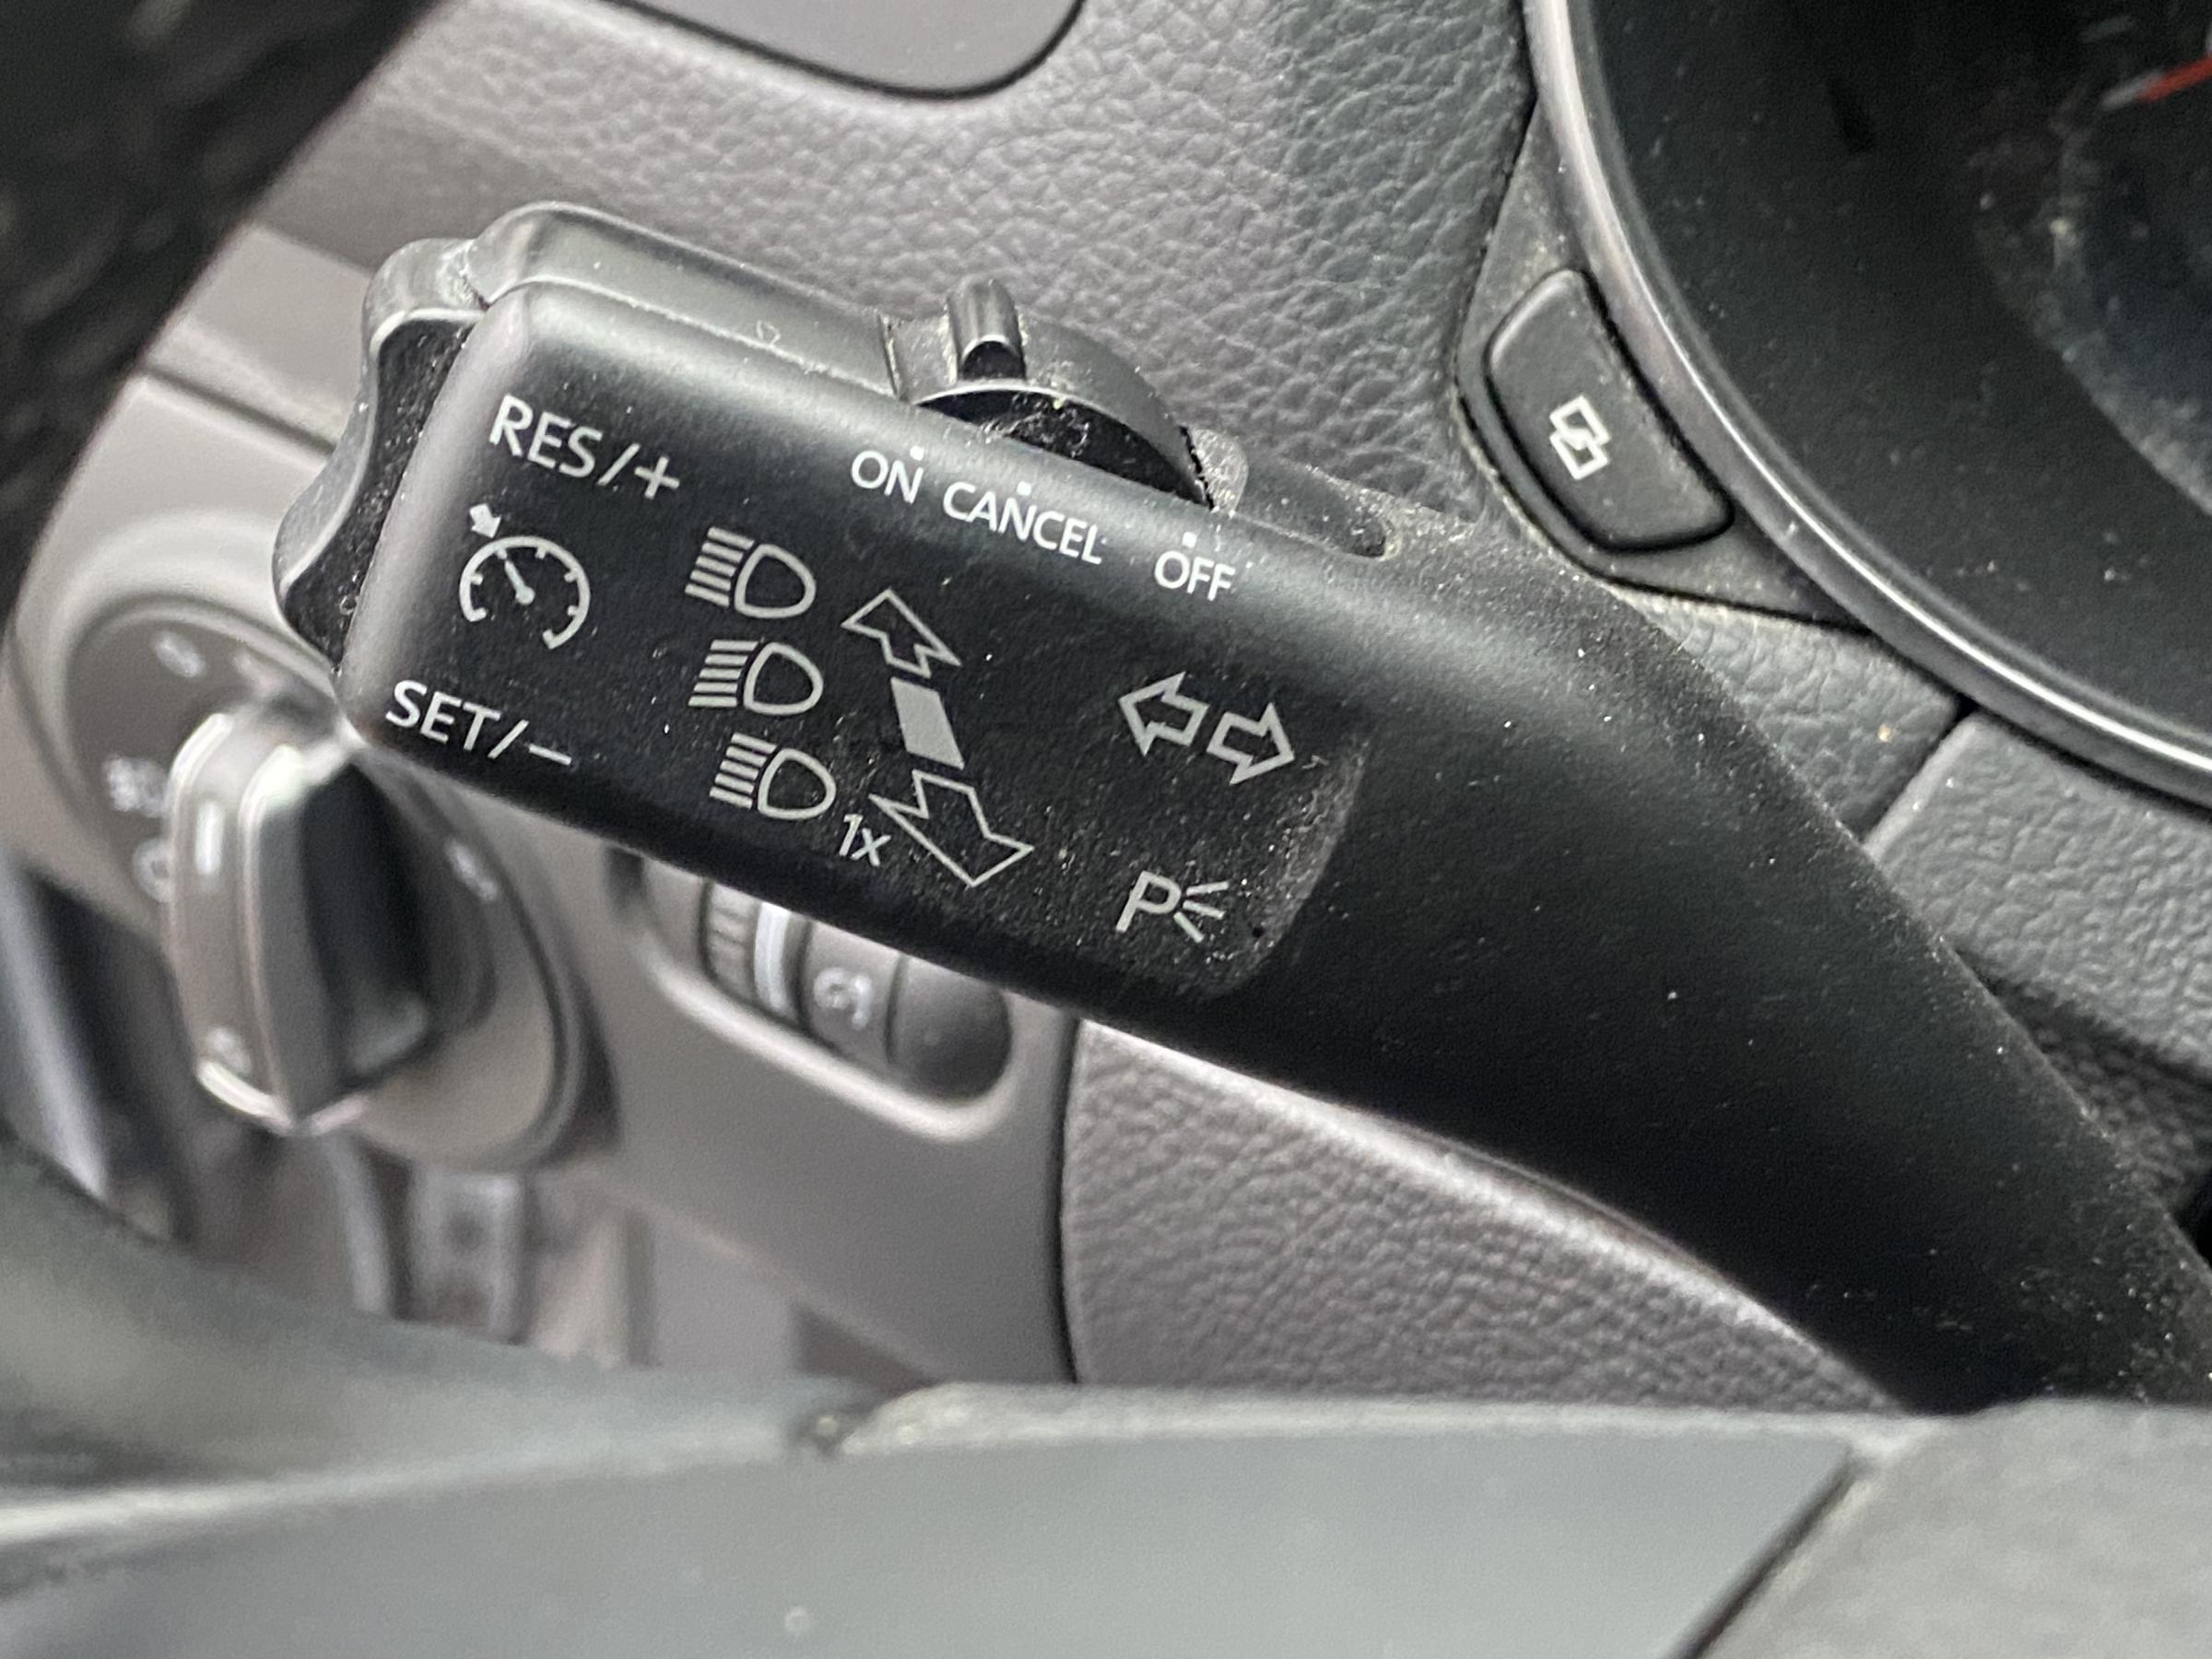 RES/+
ON CANCEL OFF
SET/–
1x
P